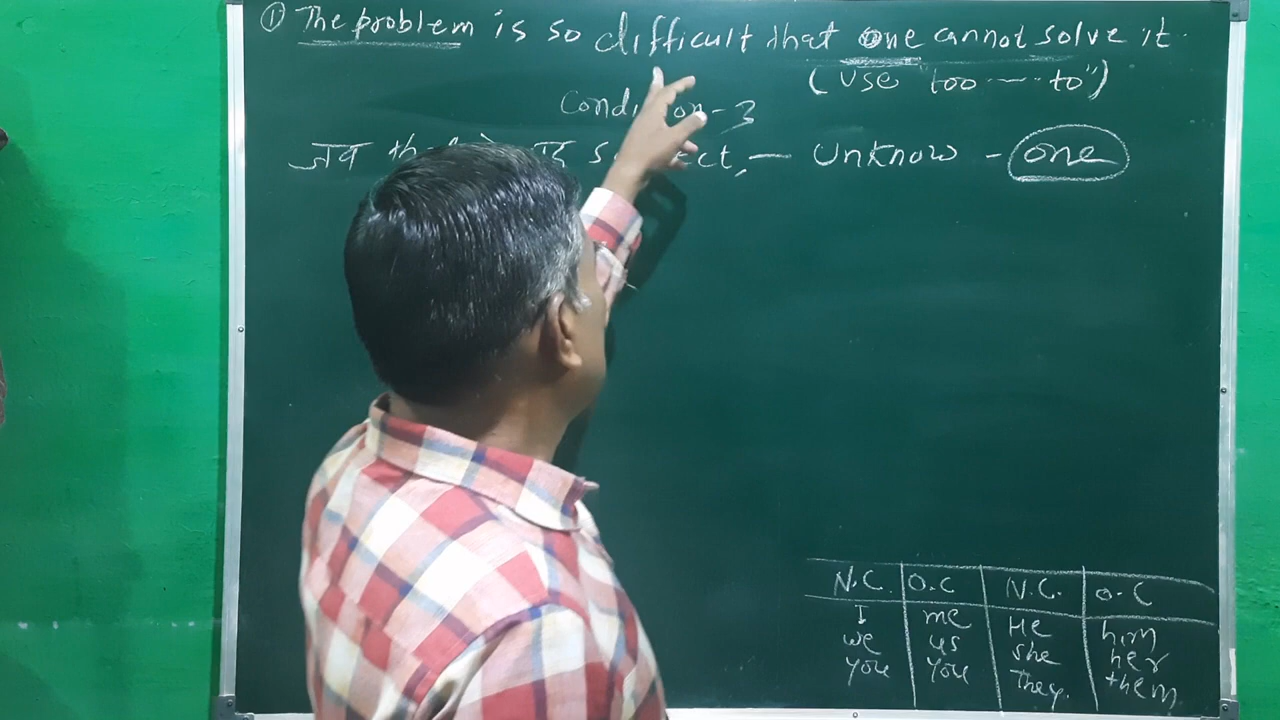 ① The problem is so difficult that one cannot solve it.
(use "too ---- to")
Condition-3
जब subject, — Unknow - one
N.C. O.C N.C. O.C
I me He him
we us she her
you you They. them